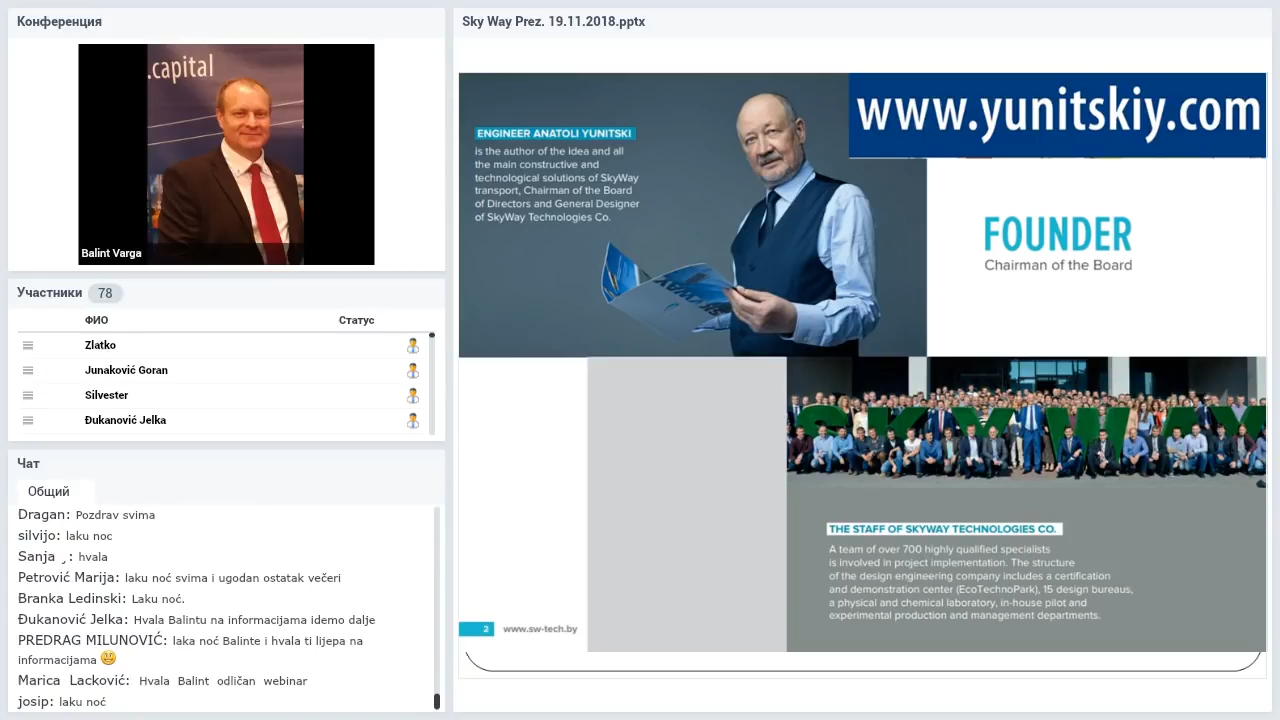 Конференция
.capital
Balint Varga
Участники 78
ФИО Статус
Zlatko
Junaković Goran
Silvester
Đukanović Jelka
Чат
Общий
Dragan: Pozdrav svima
silvijo: laku noc
Sanja ر: hvala
Petrović Marija: laku noć svima i ugodan ostatak večeri
Branka Ledinski: Laku noć.
Đukanović Jelka: Hvala Balintu na informacijama idemo dalje
PREDRAG MILUNOVIĆ: laka noć Balinte i hvala ti lijepa na
informacijama
Marica Lacković: Hvala Balint odličan webinar
josip: laku noć
Sky Way Prez. 19.11.2018.pptx
www.yunitskiy.com
ENGINEER ANATOLI YUNITSKI
is the author of the idea and all
the main constructive and
technological solutions of SkyWay
transport, Chairman of the Board
of Directors and General Designer
of SkyWay Technologies Co.
SKYWAY
FOUNDER
Chairman of the Board
SKYWAY
THE STAFF OF SKYWAY TECHNOLOGIES CO.
A team of over 700 highly qualified specialists
is involved in project implementation. The structure
of the design engineering company includes a certification
and demonstration center (EcoTechnoPark), 15 design bureaus,
a physical and chemical laboratory, in-house pilot and
experimental production and management departments.
2 www.sw-tech.by